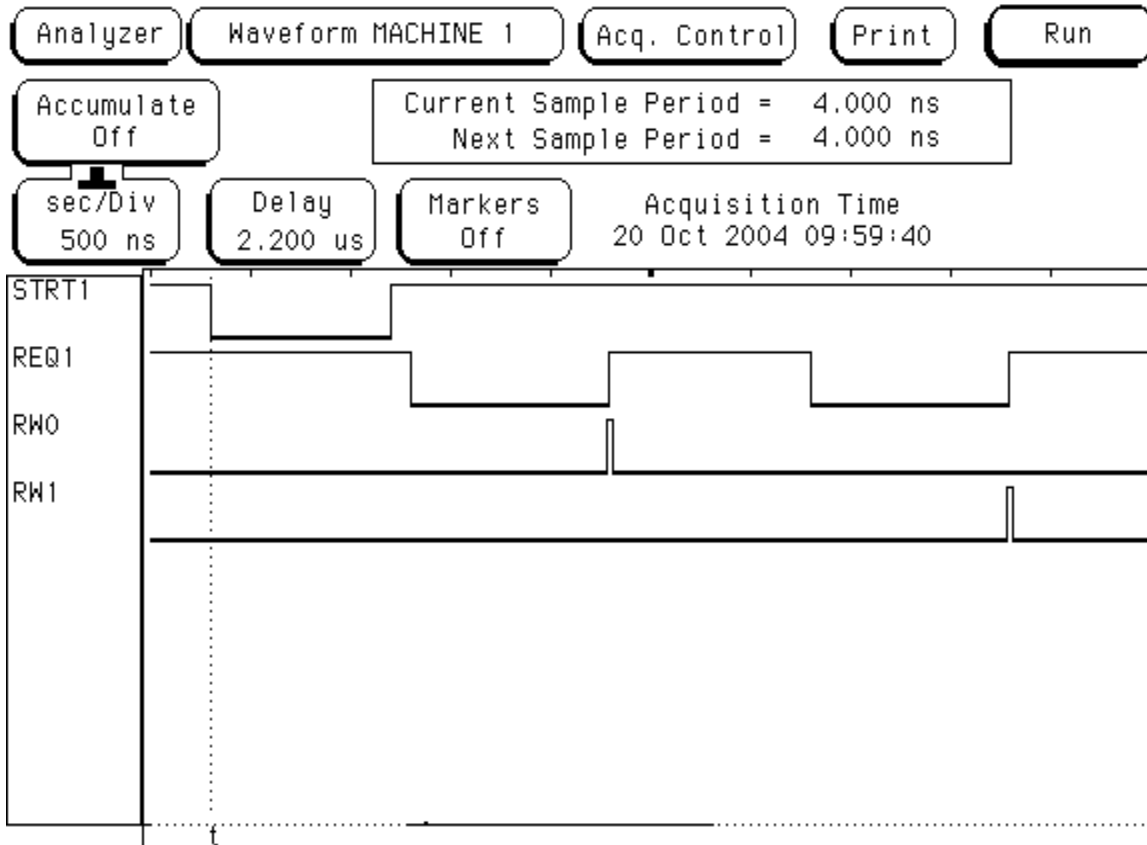 Analyzer Waveform MACHINE 1 Acq. Control Print Run
Accumulate
Off
Current Sample Period = 4.000 ns
Next Sample Period = 4.000 ns
sec/Div
500 ns
Delay
2.200 us
Markers
Off
Acquisition Time
20 Oct 2004 09:59:40
STRT1
REQ1
RW0
RW1
t